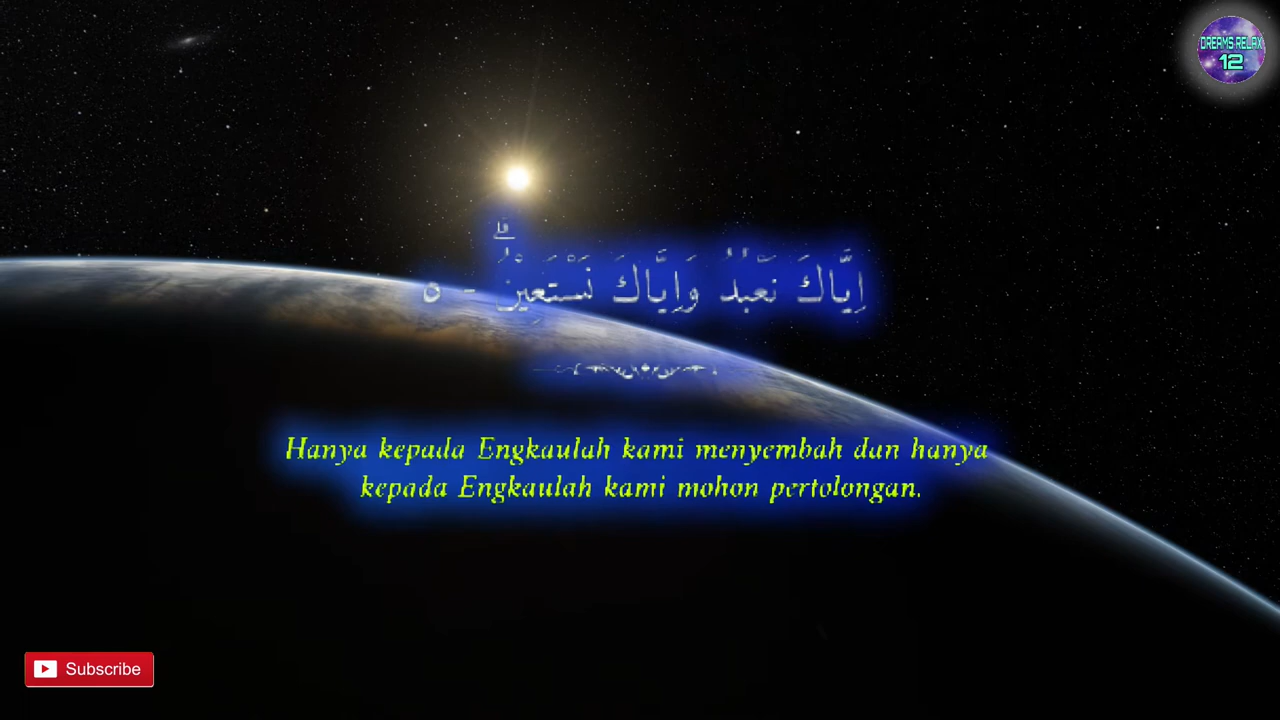 DREAMS RELAX
12
اِيَّاكَ نَعْبُدُ وَاِيَّاكَ نَسْتَعِيْنُۗ - ٥
Hanya kepada Engkaulah kami menyembah dan hanya
kepada Engkaulah kami mohon pertolongan.
Subscribe